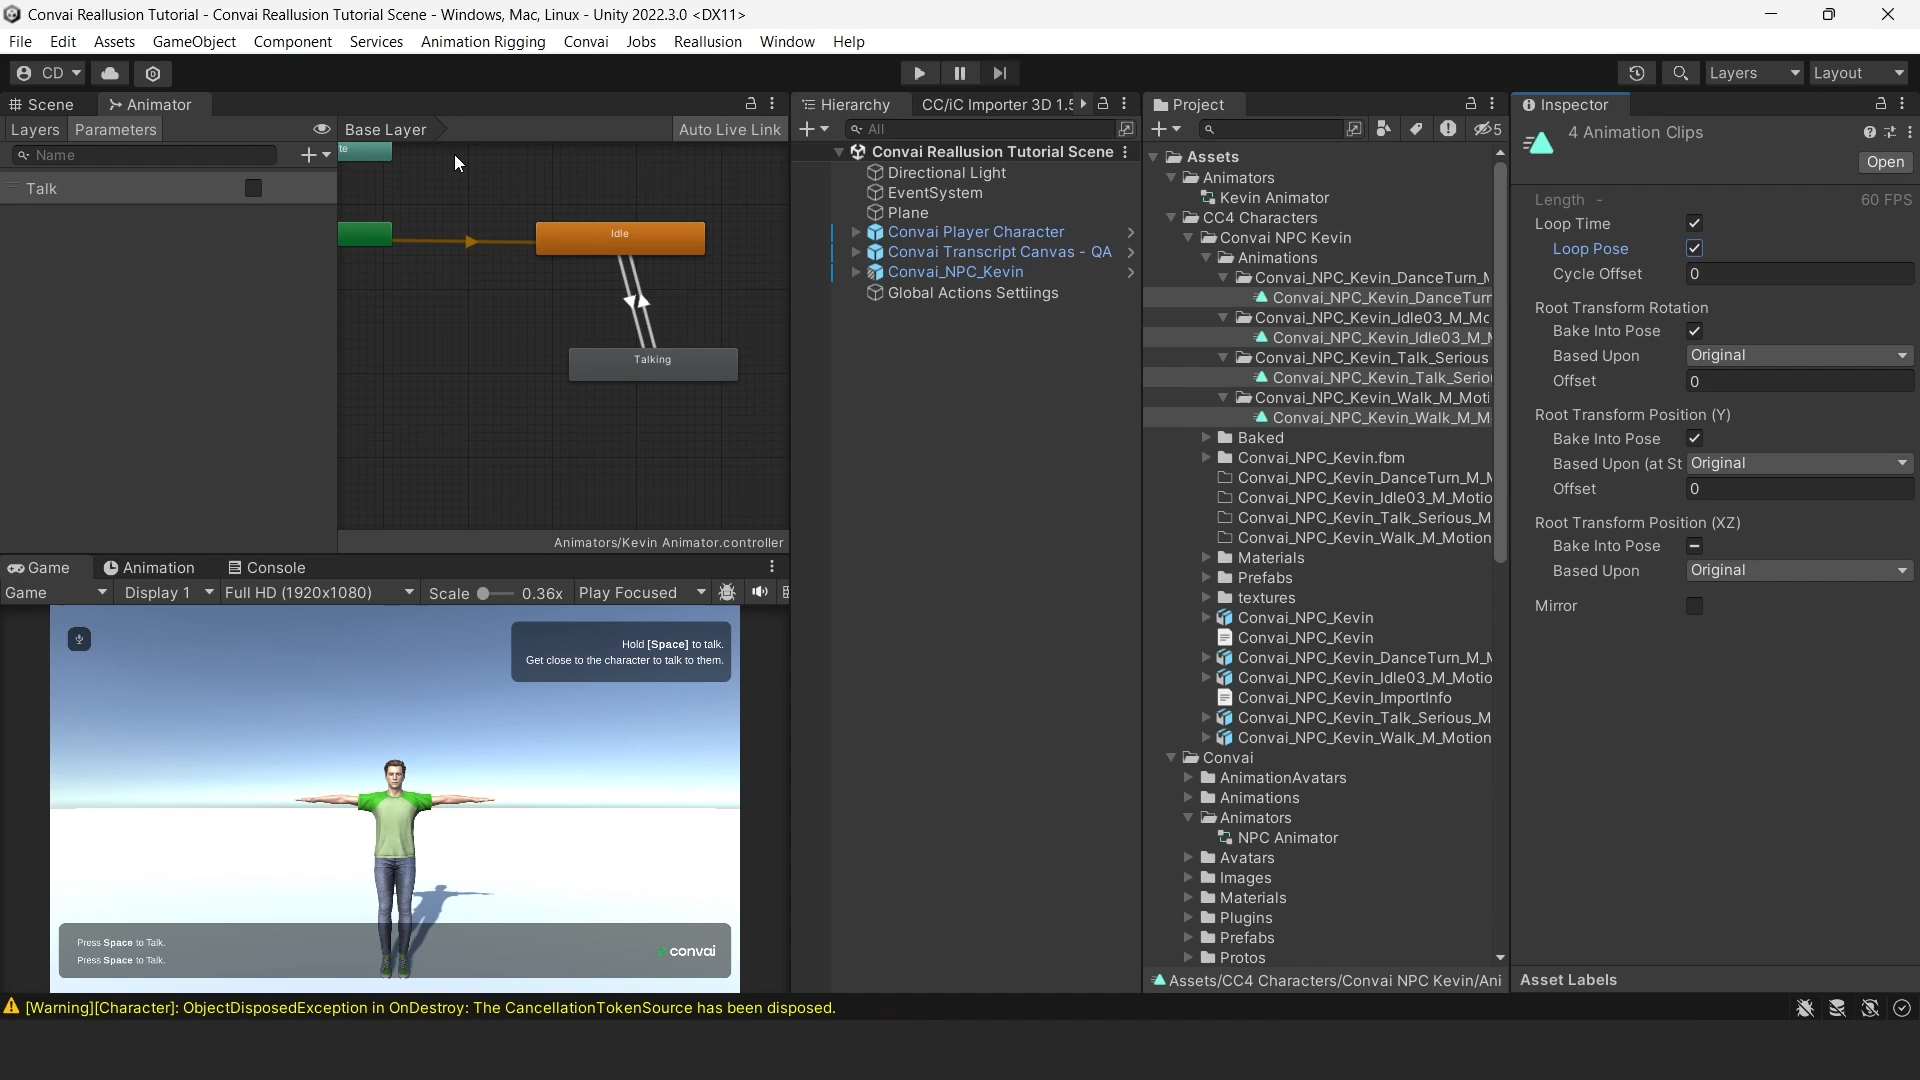 Convai Reallusion Tutorial - Convai Reallusion Tutorial Scene - Windows, Mac, Linux - Unity 2022.3.0 <DX11>
File Edit Assets GameObject Component Services Animation Rigging Convai Jobs Reallusion Window Help
CD Layers Layout
Scene Animator
Layers Parameters Base Layer Auto Live Link
Name
Talk
te
Idle
Talking
Animators/Kevin Animator.controller
Game Animation Console
Game Display 1 Full HD (1920x1080) Scale 0.36x Play Focused
Hold [Space] to talk.
Get close to the character to talk to them.
Press Space to Talk.
Press Space to Talk.
convai
Hierarchy CC/iC Importer 3D 1.5
All
Convai Reallusion Tutorial Scene
Directional Light
EventSystem
Plane
Convai Player Character
Convai Transcript Canvas - QA
Convai_NPC_Kevin
Global Actions Settiings
Project
5
Assets
Animators
Kevin Animator
CC4 Characters
Convai NPC Kevin
Animations
Convai_NPC_Kevin_DanceTurn_M
Convai_NPC_Kevin_DanceTurn
Convai_NPC_Kevin_Idle03_M_Mo
Convai_NPC_Kevin_Idle03_M_M
Convai_NPC_Kevin_Talk_Serious
Convai_NPC_Kevin_Talk_Serio
Convai_NPC_Kevin_Walk_M_Moti
Convai_NPC_Kevin_Walk_M_M
Baked
Convai_NPC_Kevin.fbm
Convai_NPC_Kevin_DanceTurn_M_M
Convai_NPC_Kevin_Idle03_M_Motio
Convai_NPC_Kevin_Talk_Serious_M
Convai_NPC_Kevin_Walk_M_Motion
Materials
Prefabs
textures
Convai_NPC_Kevin
Convai_NPC_Kevin
Convai_NPC_Kevin_DanceTurn_M_M
Convai_NPC_Kevin_Idle03_M_Motio
Convai_NPC_Kevin_ImportInfo
Convai_NPC_Kevin_Talk_Serious_M
Convai_NPC_Kevin_Walk_M_Motion
Convai
AnimationAvatars
Animations
Animators
NPC Animator
Avatars
Images
Materials
Plugins
Prefabs
Protos
Assets/CC4 Characters/Convai NPC Kevin/Ani
Inspector
4 Animation Clips
Open
Length - 60 FPS
Loop Time
Loop Pose
Cycle Offset 0
Root Transform Rotation
Bake Into Pose
Based Upon Original
Offset 0
Root Transform Position (Y)
Bake Into Pose
Based Upon (at St Original
Offset 0
Root Transform Position (XZ)
Bake Into Pose
Based Upon Original
Mirror
Asset Labels
[Warning][Character]: ObjectDisposedException in OnDestroy: The CancellationTokenSource has been disposed.